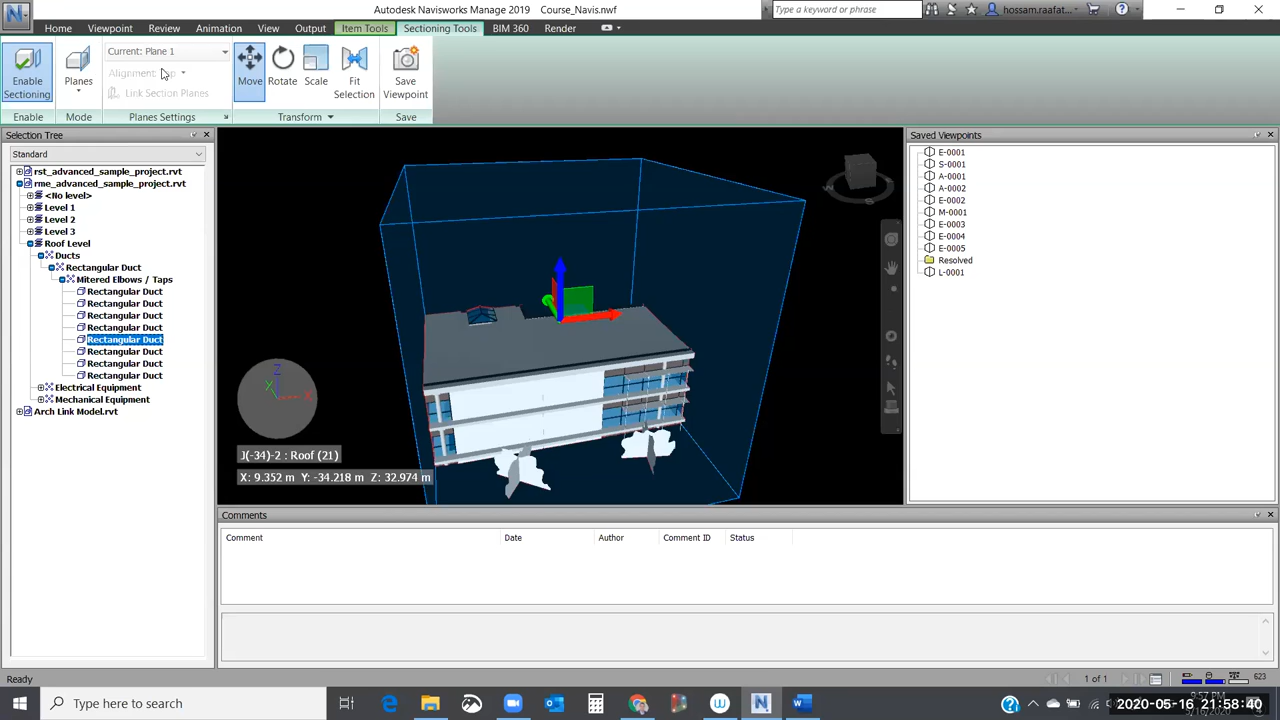 Autodesk Navisworks Manage 2019 Course_Navis.nwf
Type a keyword or phrase
hossam.raafat...
Home Viewpoint Review Animation View Output Item Tools Sectioning Tools BIM 360 Render
Enable Sectioning
Planes
Current: Plane 1
Alignment:
Link Section Planes
Move
Rotate
Scale
Fit Selection
Save Viewpoint
Enable Mode Planes Settings Transform Save
Selection Tree
Standard
rst_advanced_sample_project.rvt
rme_advanced_sample_project.rvt
<No level>
Level 1
Level 2
Level 3
Roof Level
Ducts
Rectangular Duct
Mitered Elbows / Taps
Rectangular Duct
Rectangular Duct
Rectangular Duct
Rectangular Duct
Rectangular Duct
Rectangular Duct
Rectangular Duct
Rectangular Duct
Electrical Equipment
Mechanical Equipment
Arch Link Model.rvt
Z
Y
X
J(-34)-2 : Roof (21)
X: 9.352 m Y: -34.218 m Z: 32.974 m
W
S
Saved Viewpoints
E-0001
S-0001
A-0001
A-0002
E-0002
M-0001
E-0003
E-0004
E-0005
Resolved
L-0001
Comments
Comment Date Author Comment ID Status
Ready
1 of 1
623
Type here to search
9:57 PM
2020-05-16 21:58:40